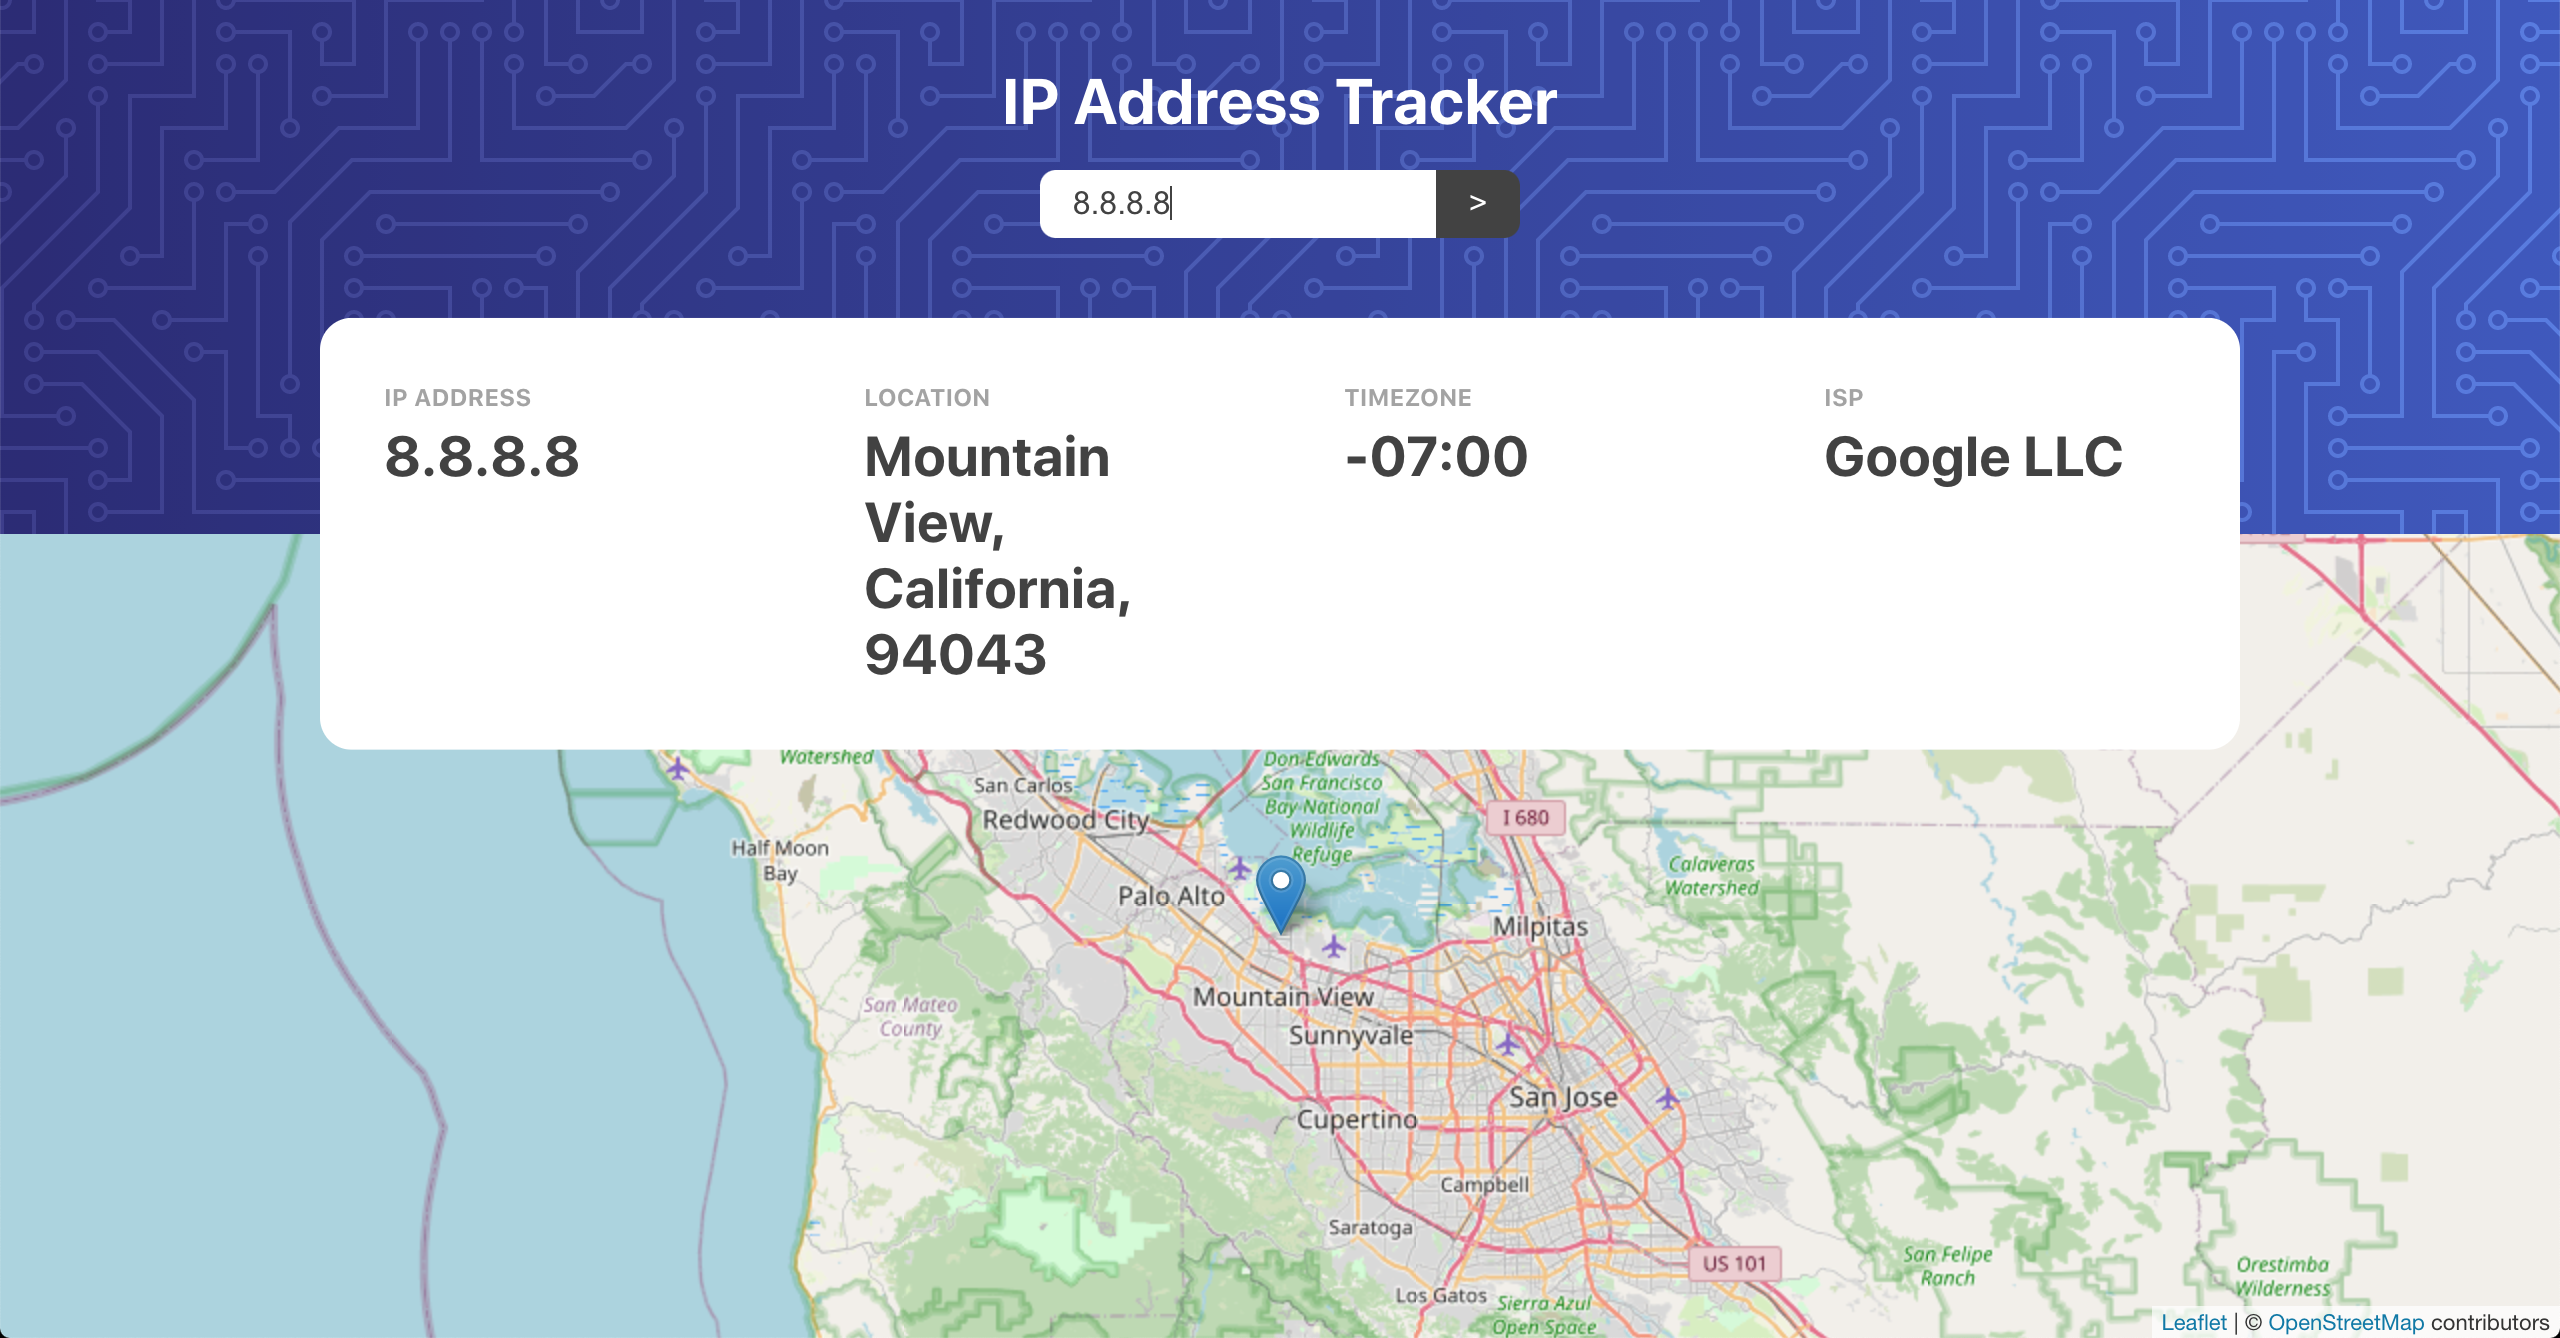 IP Address Tracker
8.8.8.8
>
IP ADDRESS
8.8.8.8
LOCATION
Mountain
View,
California,
94043
TIMEZONE
-07:00
ISP
Google LLC
Watershed
San Carlos
Redwood City
Half Moon
Bay
Don Edwards
San Francisco
Bay National
Wildlife
Refuge
I 680
Palo Alto
Calaveras
Watershed
Milpitas
Mountain View
San Mateo
County
Sunnyvale
San Jose
Cupertino
Campbell
Saratoga
US 101
San Felipe
Ranch
Orestimba
Wilderness
Los Gatos
Sierra Azul
Open Space
Leaflet | © OpenStreetMap contributors